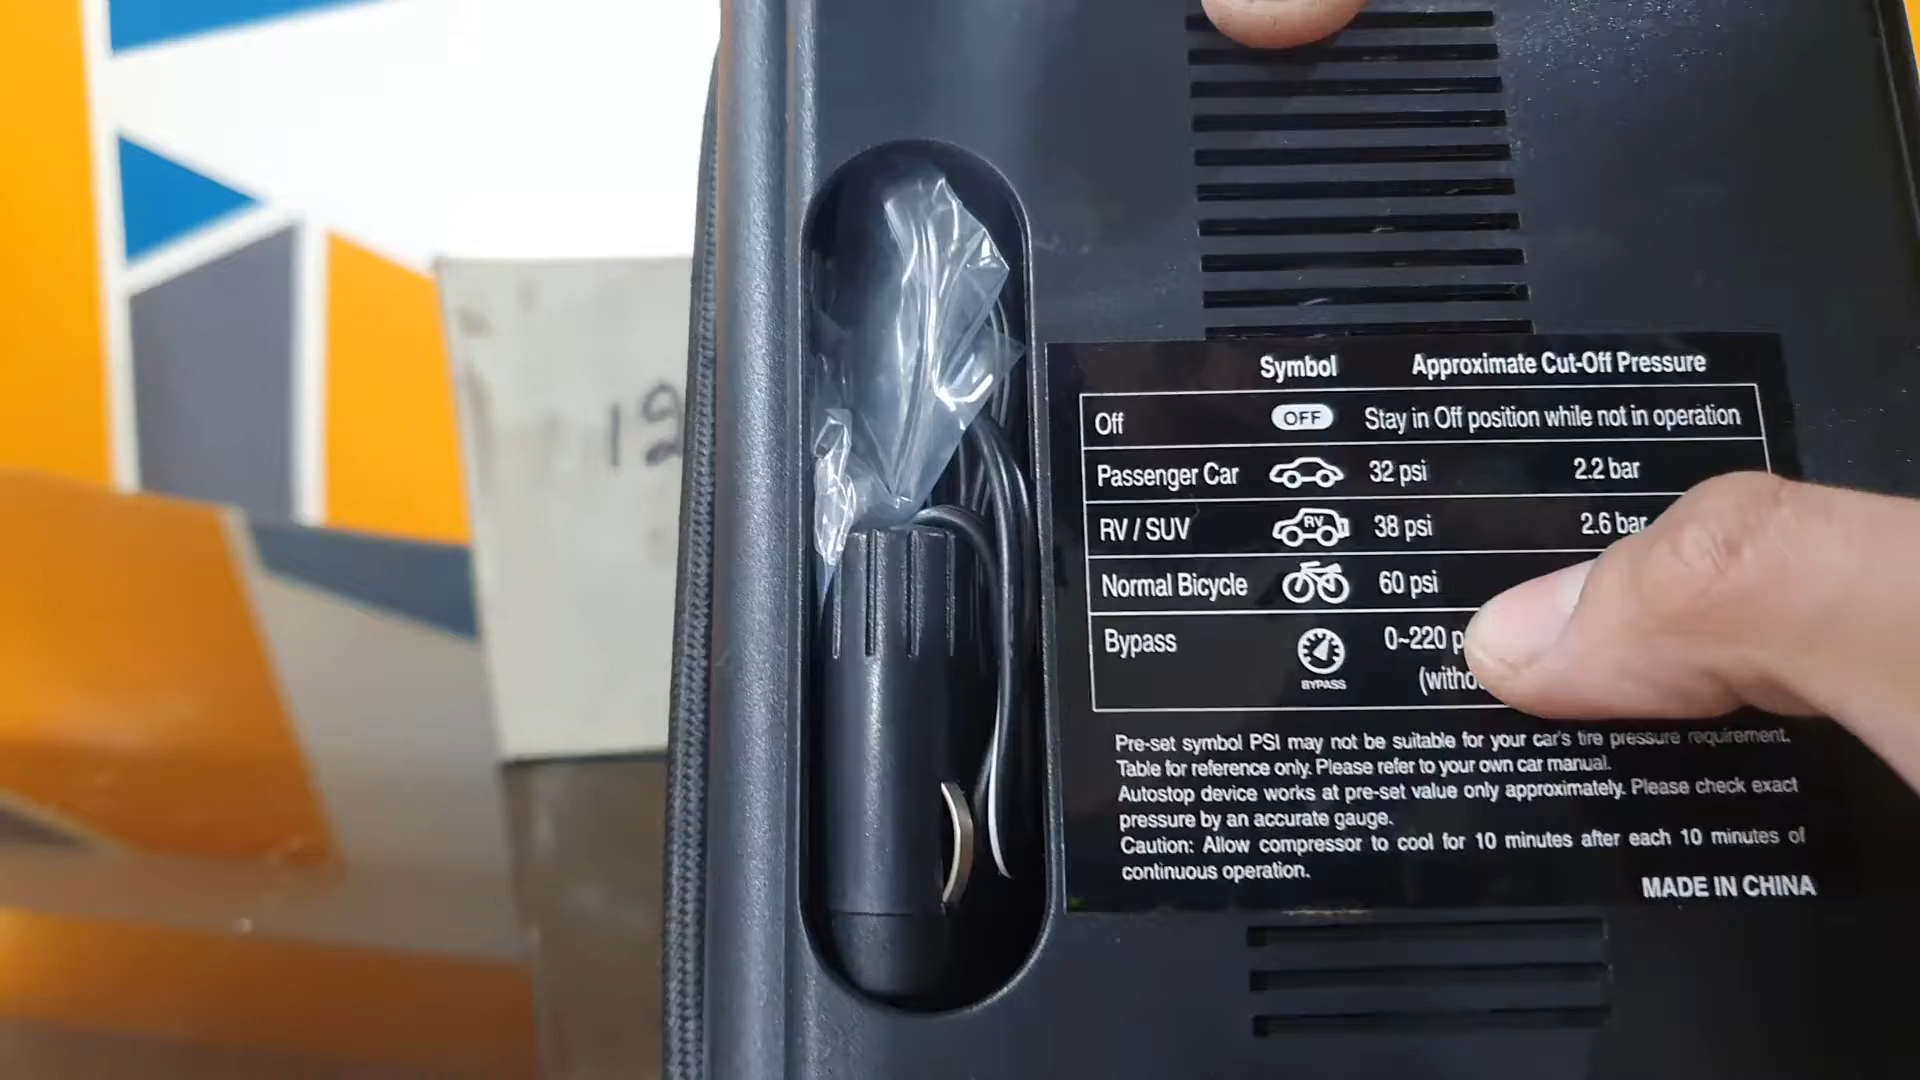 12
Symbol Approximate Cut-Off Pressure
Off OFF Stay in Off position while not in operation
Passenger Car 32 psi 2.2 bar
RV / SUV RV 38 psi 2.6 bar
Normal Bicycle 60 psi
Bypass 0~220
BYPASS
Pre-set symbol PSI may not be suitable for your car's tire pressure requirement.
Table for reference only. Please refer to your own car manual.
Autostop device works at pre-set value only approximately. Please check exact
pressure by an accurate gauge.
Caution: Allow compressor to cool for 10 minutes after each 10 minutes of
continuous operation.
MADE IN CHINA